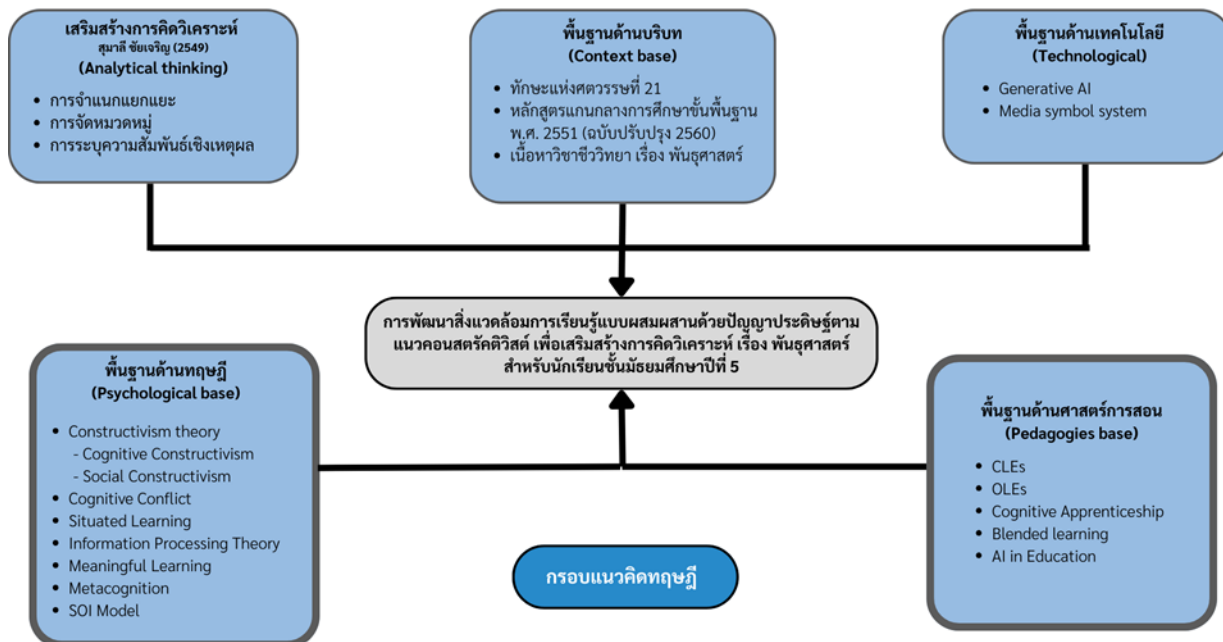 เสริมสร้างการคิดวิเคราะห์
สุมาลี ชัยเจริญ (2549)
(Analytical thinking)
• การจำแนกแยกแยะ
• การจัดหมวดหมู่
• การระบุความสัมพันธ์เชิงเหตุผล
พื้นฐานด้านบริบท
(Context base)
• ทักษะแห่งศตวรรษที่ 21
• หลักสูตรแกนกลางการศึกษาขั้นพื้นฐาน
พ.ศ. 2551 (ฉบับปรับปรุง 2560)
• เนื้อหาวิชาชีววิทยา เรื่อง พันธุศาสตร์
พื้นฐานด้านเทคโนโลยี
(Technological)
• Generative AI
• Media symbol system
การพัฒนาสิ่งแวดล้อมการเรียนรู้แบบผสมผสานด้วยปัญญาประดิษฐ์ตาม
แนวคอนสตรัคติวิสต์ เพื่อเสริมสร้างการคิดวิเคราะห์ เรื่อง พันธุศาสตร์
สำหรับนักเรียนชั้นมัธยมศึกษาปีที่ 5
พื้นฐานด้านทฤษฎี
(Psychological base)
• Constructivism theory
- Cognitive Constructivism
- Social Constructivism
• Cognitive Conflict
• Situated Learning
• Information Processing Theory
• Meaningful Learning
• Metacognition
• SOI Model
พื้นฐานด้านศาสตร์การสอน
(Pedagogies base)
• CLEs
• OLEs
• Cognitive Apprenticeship
• Blended learning
• AI in Education
กรอบแนวคิดทฤษฎี